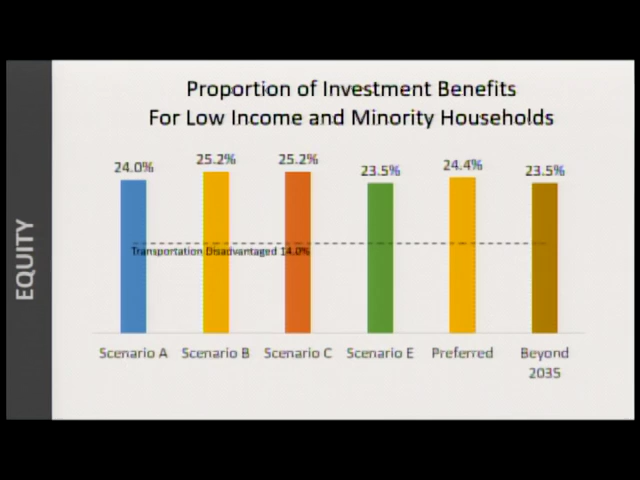 EQUITY
Proportion of Investment Benefits
For Low Income and Minority Households
24.0%
25.2%
25.2%
23.5%
24.4%
23.5%
Transportation Disadvantaged 14.0%
Scenario A
Scenario B
Scenario C
Scenario E
Preferred
Beyond
2035